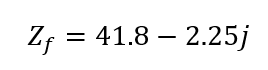 Z_f = 41.8 − 2.25j